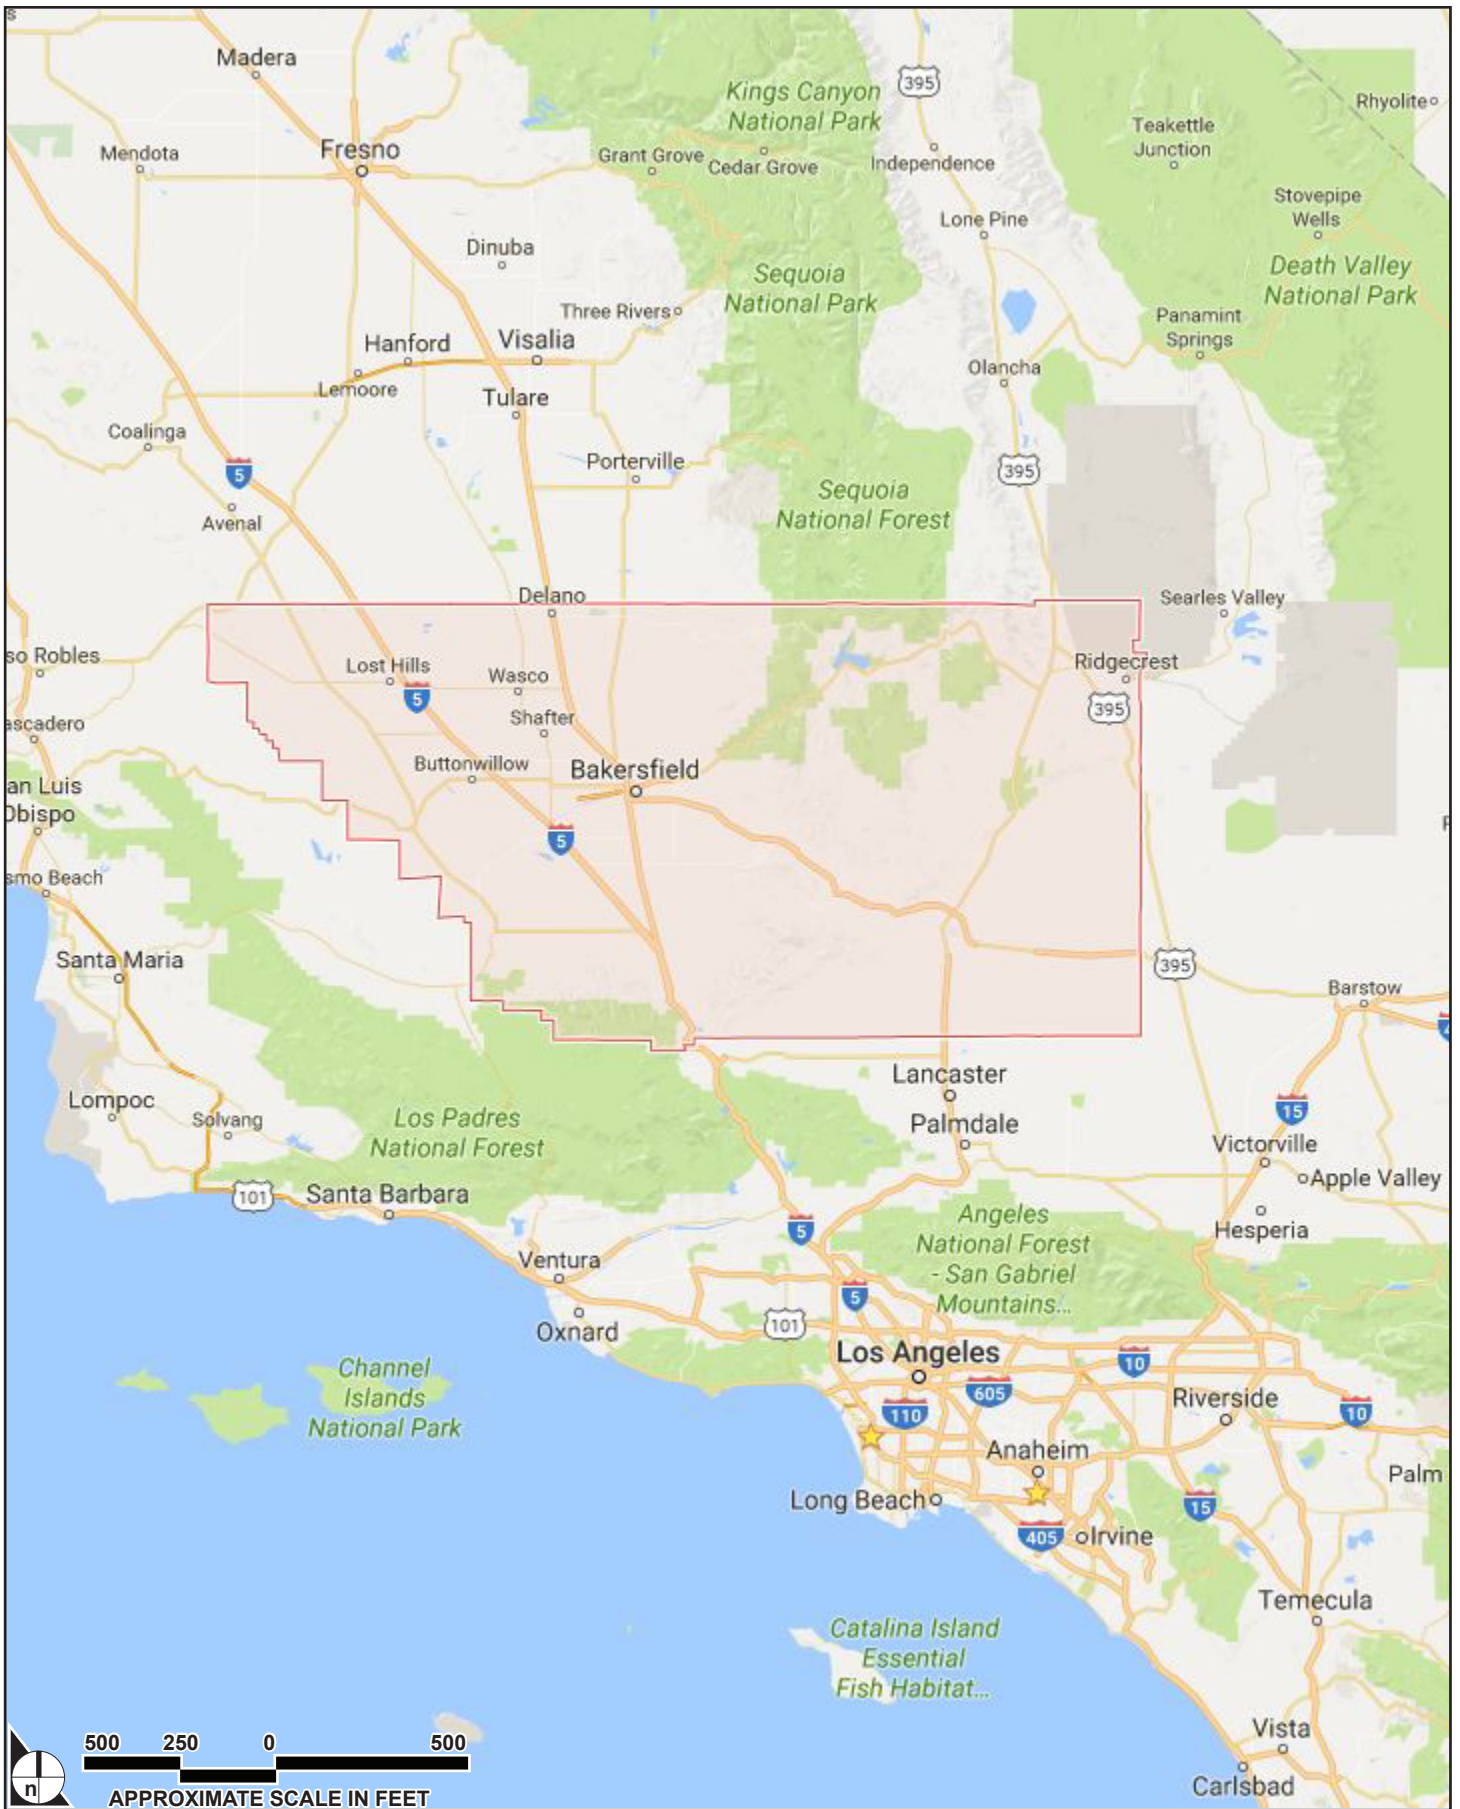 s
Madera
395
Kings Canyon
National Park
Rhyolite
Teakettle
Junction
Mendota
Fresno
Grant Grove
Cedar Grove
Independence
Stovepipe
Wells
Lone Pine
Dinuba
Death Valley
National Park
Sequoia
National Park
Three Rivers
Panamint
Springs
Hanford
Visalia
Olancha
Lemoore
Tulare
Coalinga
Porterville
5
395
Sequoia
National Forest
Avenal
Delano
Searles Valley
so Robles
Lost Hills
Wasco
Ridgecrest
5
395
ascadero
Shafter
Buttonwillow
Bakersfield
an Luis
Obispo
5
smo Beach
Santa Maria
395
Barstow
Lancaster
Lompoc
Solvang
Los Padres
National Forest
Palmdale
15
Victorville
Apple Valley
101
Santa Barbara
5
Angeles
National Forest
- San Gabriel
Mountains...
Hesperia
Ventura
5
Oxnard
101
Los Angeles
10
Channel
Islands
National Park
605
110
Riverside
10
Anaheim
Palm
Long Beach
15
405
Irvine
Temecula
Catalina Island
Essential
Fish Habitat...
Vista
Carlsbad
500 250 0 500
n
APPROXIMATE SCALE IN FEET